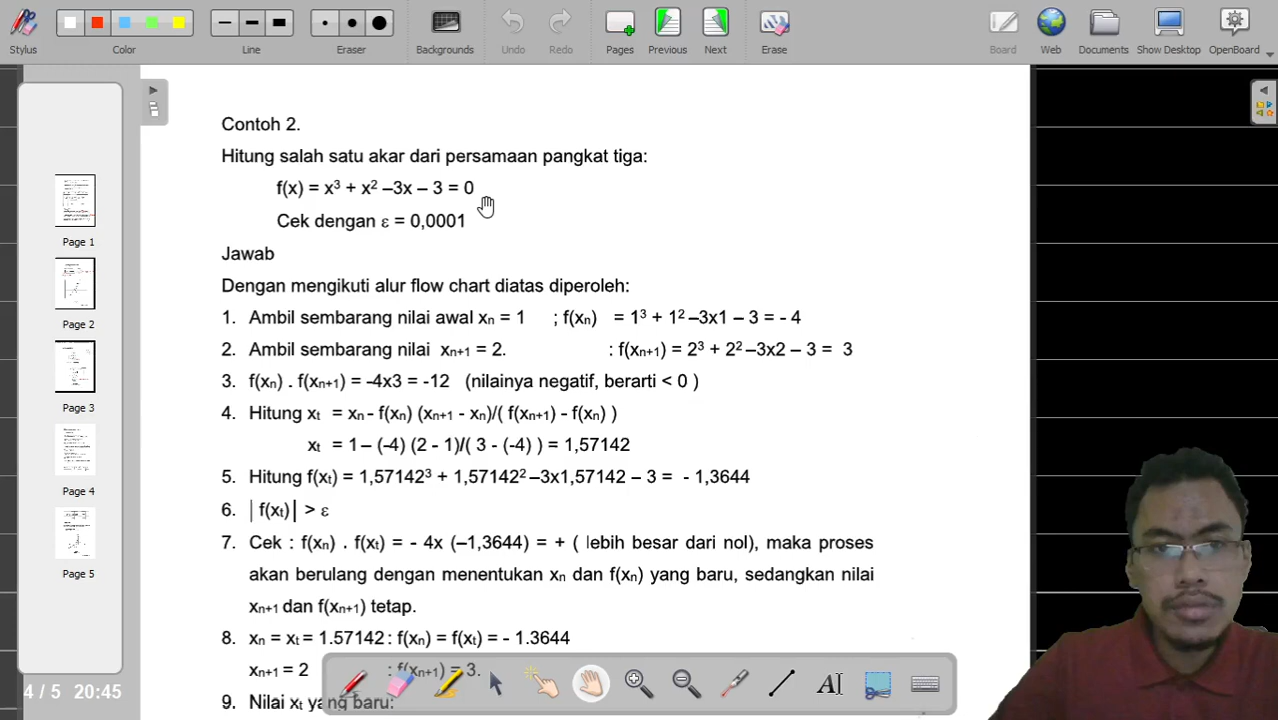 Stylus
Color
Line
Eraser
Backgrounds
Undo
Redo
Pages
Previous
Next
Erase
Board
Web
Documents
Show Desktop
OpenBoard
Page 1
Page 2
Page 3
Page 4
Page 5
4 / 5 20:45
Contoh 2.
Hitung salah satu akar dari persamaan pangkat tiga:
f(x) = x³ + x² –3x – 3 = 0
Cek dengan ε = 0,0001
Jawab
Dengan mengikuti alur flow chart diatas diperoleh:
1. Ambil sembarang nilai awal xₙ = 1 ; f(xₙ) = 1³ + 1² –3x1 – 3 = - 4
2. Ambil sembarang nilai xₙ₊₁ = 2. : f(xₙ₊₁) = 2³ + 2² –3x2 – 3 = 3
3. f(xₙ) . f(xₙ₊₁) = -4x3 = -12 (nilainya negatif, berarti < 0 )
4. Hitung xₜ = xₙ - f(xₙ) (xₙ₊₁ - xₙ)/( f(xₙ₊₁) - f(xₙ) )
xₜ = 1 – (-4) (2 - 1)/( 3 - (-4) ) = 1,57142
5. Hitung f(xₜ) = 1,57142³ + 1,57142² –3x1,57142 – 3 = - 1,3644
6. | f(xₜ)| > ε
7. Cek : f(xₙ) . f(xₜ) = - 4x (–1,3644) = + ( lebih besar dari nol), maka proses
akan berulang dengan menentukan xₙ dan f(xₙ) yang baru, sedangkan nilai
xₙ₊₁ dan f(xₙ₊₁) tetap.
8. xₙ = xₜ = 1.57142 : f(xₙ) = f(xₜ) = - 1.3644
xₙ₊₁ = 2 : f(xₙ₊₁) = 3.
9. Nilai xₜ yang baru: